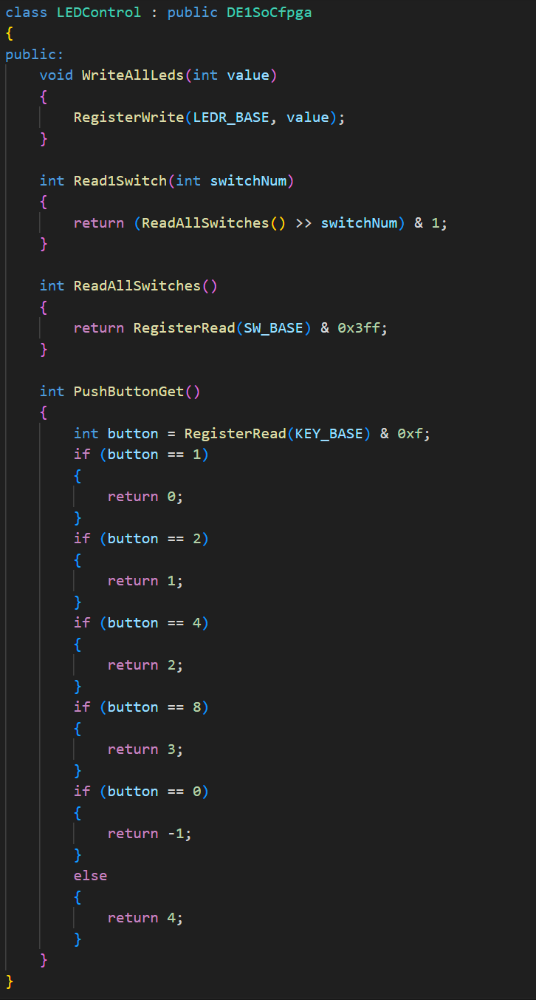 class LEDControl : public DE1SoCfpga
{
public:
    void WriteAllLeds(int value)
    {
        RegisterWrite(LEDR_BASE, value);
    }

    int Read1Switch(int switchNum)
    {
        return (ReadAllSwitches() >> switchNum) & 1;
    }

    int ReadAllSwitches()
    {
        return RegisterRead(SW_BASE) & 0x3ff;
    }

    int PushButtonGet()
    {
        int button = RegisterRead(KEY_BASE) & 0xf;
        if (button == 1)
        {
            return 0;
        }
        if (button == 2)
        {
            return 1;
        }
        if (button == 4)
        {
            return 2;
        }
        if (button == 8)
        {
            return 3;
        }
        if (button == 0)
        {
            return -1;
        }
        else
        {
            return 4;
        }
    }
}